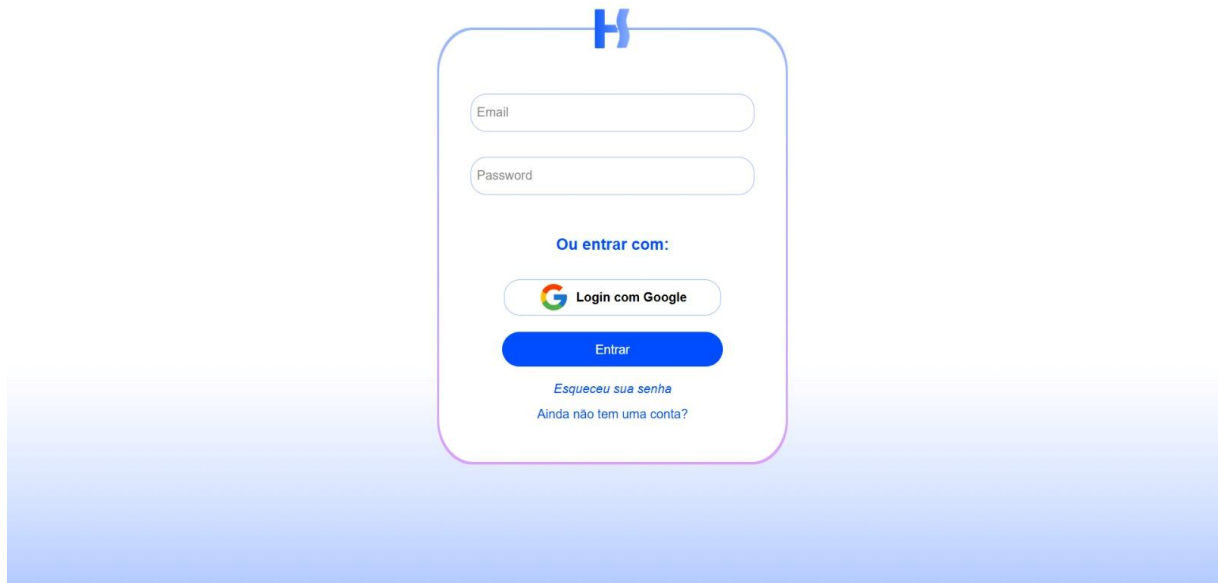 HS
Email
Password
Ou entrar com:
Login com Google
Entrar
Esqueceu sua senha
Ainda não tem uma conta?